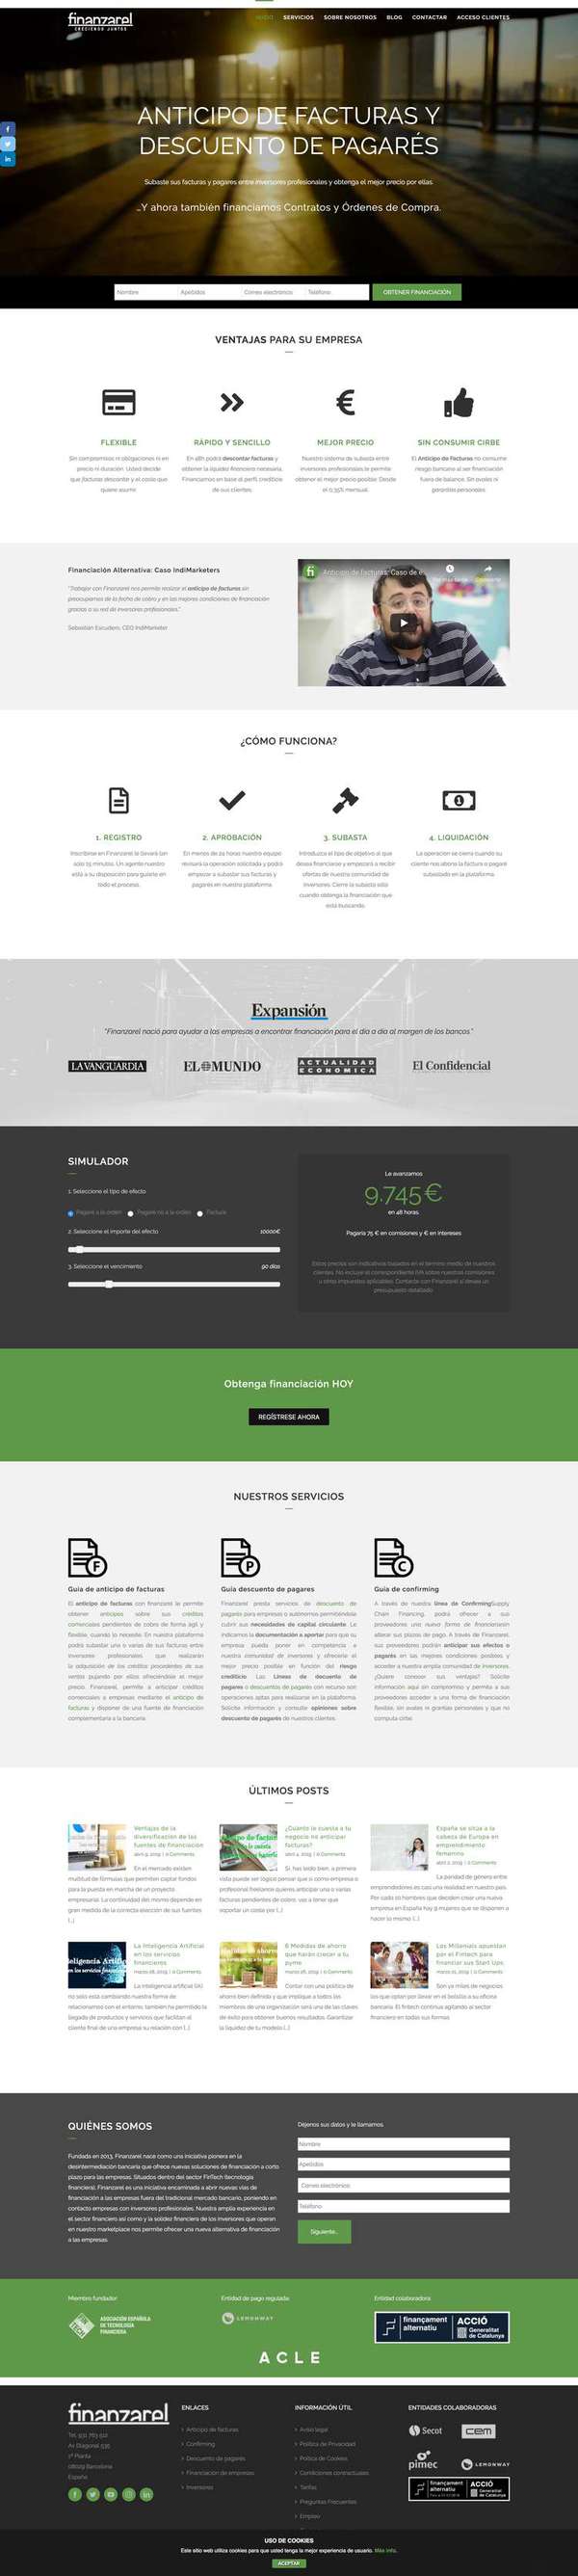 finanzarel
CRECIENDO JUNTOS
INICIO SERVICIOS SOBRE NOSOTROS BLOG CONTACTAR ACCESO CLIENTES
ANTICIPO DE FACTURAS Y
DESCUENTO DE PAGARÉS
Subaste sus facturas y pagarés entre inversores profesionales y obtenga el mejor precio por ellas.
...Y ahora también financiamos Contratos y Órdenes de Compra.
Nombre Apellidos Correo electrónico Teléfono OBTENER FINANCIACIÓN
VENTAJAS PARA SU EMPRESA
FLEXIBLE
Sin compromisos ni obligaciones ni en
precio ni duración. Usted decide
que facturas descontar y el coste que
quiere asumir.
RÁPIDO Y SENCILLO
En 48h podrá descontar facturas y
obtener la liquidez financiera necesaria.
Financiamos en base al perfil crediticio
de sus clientes.
MEJOR PRECIO
Nuestro sistema de subasta entre
inversores profesionales le permite
obtener el mejor precio posible. Desde
el 0,35% mensual.
SIN CONSUMIR CIRBE
El Anticipo de Facturas no consume
riesgo bancario al ser financiación
fuera de balance. Sin avales ni
garantías personales.
Financiación Alternativa: Caso IndiMarketers
"Trabajar con Finanzarel nos permite realizar el anticipo de facturas sin
preocuparnos de la fecha de cobro y en las mejores condiciones de financiación
gracias a su red de inversores profesionales."
Sebastián Escudero, CEO IndiMarketer
Anticipo de Facturas: Caso de é
¿CÓMO FUNCIONA?
1. REGISTRO
Inscribirse en Finanzarel le llevará tan
solo 15 minutos. Un agente nuestro
está a su disposición para guiarle en
todo el proceso.
2. APROBACIÓN
En menos de 24 horas nuestro equipo
revisará la operación solicitada y podrá
empezar a subastar sus facturas y
pagarés en nuestra plataforma.
3. SUBASTA
Introduzca el tipo de objetivo al que
desea financiarse y empezará a recibir
ofertas de nuestra comunidad de
inversores. Cierre la subasta sólo
cuando obtenga la financiación que
está buscando.
4. LIQUIDACIÓN
La operación se cierra cuando su
cliente nos abona la factura o pagaré
subastado en la plataforma.
Expansión
"Finanzarel nació para ayudar a las empresas a encontrar financiación para el día a día al margen de los bancos."
LAVANGUARDIA
EL MUNDO
ACTUALIDAD
ECONÓMICA
El Confidencial
SIMULADOR
1. Seleccione el tipo de efecto
Pagaré a la orden Pagaré no a la orden Factura
2. Seleccione el importe del efecto 10000€
3. Seleccione el vencimiento 90 días
Le avanzamos
9.745€
en 48 horas
Pagaría 75 € en comisiones y € en intereses
Estos precios son indicativos basados en el término medio de nuestros
clientes. No excluye el correspondiente IVA sobre nuestras comisiones
u otros impuestos aplicables. Contacte con Finanzarel si desea un
presupuesto detallado.
Obtenga financiación HOY
REGÍSTRESE AHORA
NUESTROS SERVICIOS
F
Guía de anticipo de facturas
El anticipo de facturas con finanzarel le permite
obtener anticipos sobre sus créditos
comerciales pendientes de cobro de forma ágil y
flexible, cuando lo necesite. En nuestra plataforma
podrá subastar una o varias de sus facturas entre
inversores profesionales que realizarán
la adquisición de los créditos procedentes de sus
ventas pujando por ellos ofreciéndole el mejor
precio. Finanzarel, permite a anticipar créditos
comerciales a empresas mediante el anticipo de
facturas y disponer de una fuente de financiación
complementaria a la bancaria.
P
Guía descuento de pagares
Finanzarel presta servicios de descuento de
pagarés para empresas o autónomos permitiéndole
cubrir sus necesidades de capital circulante. Le
indicamos la documentación a aportar para que su
empresa pueda poner en competencia a
nuestra comunidad de inversores y ofrecerle el
mejor precio posible en función del riesgo
crediticio. Las Líneas de descuento de
pagares o descuentos de pagarés con recurso son
operaciones aptas para realizarse en la plataforma.
Solicite información y consulte opiniones sobre
descuento de pagarés de nuestros clientes.
C
Guía de confirming
A través de nuestra línea de Confirming/Supply
Chain Financing, podrá ofrecer a sus
proveedores una nueva forma de financiarse
alterar sus plazos de pago. A través de Finanzarel,
sus proveedores podrán anticipar sus efectos o
pagarés en las mejores condiciones posibles y
acceder a nuestra amplia comunidad de inversores.
¿Quiere conocer sus ventajas? Solicite
información aquí sin compromiso y permita a sus
proveedores acceder a una forma de financiación
flexible, sin avales ni grantías personales y que no
computa cirbe.
ÚLTIMOS POSTS
Ventajas de la
diversificación de las
fuentes de financiación
abril 9, 2019 | 0 Comments
En el mercado existen
multitud de fórmulas que permiten captar fondos
para la puesta en marcha de un proyecto
empresarial. La continuidad del mismo depende en
gran medida de la correcta elección de sus fuentes
[...]
¿Cuánto le cuesta a tu
negocio no anticipar
facturas?
abril 4, 2019 | 0 Comments
Sí, has leído bien, a primera
vista puede ser lógico pensar que si como empresa o
profesional freelance quieres anticipar una o varias
facturas pendientes de cobro, vas a tener que
soportar un coste por [...]
España se sitúa a la
cabeza de Europa en
emprendimiento
femenino
abril 2, 2019 | 0 Comments
La paridad de género entre
emprendedores es casi una realidad en nuestro país.
Por cada 10 hombres que deciden crear una nueva
empresa en España hay 9 mujeres que se disponen a
hacer lo mismo. [...]
La Inteligencia Artificial
en los servicios
financieros
marzo 28, 2019 | 0 Comments
La inteligencia artificial (IA)
no solo está cambiando nuestra forma de
relacionarnos con el entorno, también ha permitido la
llegada de productos y servicios que facilitan al
cliente final de una empresa su relación con [...]
6 Medidas de ahorro
que harán crecer a tu
pyme
marzo 26, 2019 | 0 Comments
Contar con una política de
ahorro bien definida y que implique a todos los
miembros de una organización será una de las claves
de éxito para obtener buenos resultados. Garantizar
la liquidez de tu modelo [...]
Los Millenials apuestan
por el Fintech para
financiar sus Start Ups
marzo 21, 2019 | 0 Comments
Son ya miles de negocios
los que optan por llevar en el bolsillo a su oficina
bancaria. El fintech continua agitando al sector
financiero en todas sus formas
QUIÉNES SOMOS
Fundada en 2013, Finanzarel nace como una iniciativa pionera en la
desintermediación bancaria que ofrece nuevas soluciones de financiación a corto
plazo para las empresas. Situados dentro del sector FinTech (tecnología
financiera), Finanzarel es una iniciativa encaminada a abrir nuevas vías de
financiación a las empresas fuera del tradicional mercado bancario, poniendo en
contacto empresas con inversores profesionales. Nuestra amplia experiencia en
el sector financiero así como y la solidez financiera de los inversores que operan
en nuestro marketplace nos permite ofrecer una nueva alternativa de financiación
a las empresas.
Déjenos sus datos y le llamamos.
Nombre
Apellidos
Correo electrónico
Teléfono
Siguiente...
Miembro fundador
ASOCIACIÓN ESPAÑOLA
DE TECNOLOGÍA
FINANCIERA
Entidad de pago regulada:
LEMONWAY
Entidad colaboradora
finançament
alternatiu
ACCIÓ
Generalitat
de Catalunya
ACLE
finanzarel
Av Diagonal 535
1ª Planta
08029 Barcelona
España
ENLACES
> Anticipo de facturas
> Confirming
> Descuento de pagarés
> Financiación de empresas
> Inversores
INFORMACIÓN ÚTIL
> Aviso legal
> Política de Privacidad
> Política de Cookies
> Condiciones contractuales
> Tarifas
> Preguntas Frecuentes
> Empleo
ENTIDADES COLABORADORAS
Secot
cem
pimec
LEMONWAY
finançament
alternatiu
ACCIÓ
Generalitat
de Catalunya
USO DE COOKIES
Este sitio web utiliza cookies para que usted tenga la mejor experiencia de usuario. Más info.
ACEPTAR